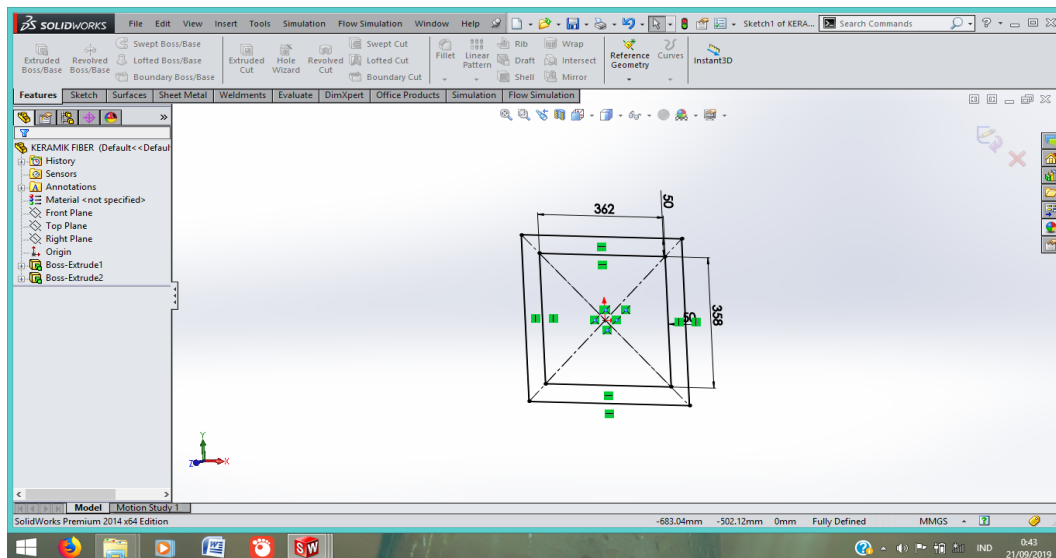 SOLIDWORKS File Edit View Insert Tools Simulation Flow Simulation Window Help Sketch1 of KERA... Search Commands
Extruded Boss/Base
Revolved Boss/Base
Swept Boss/Base
Lofted Boss/Base
Boundary Boss/Base
Extruded Cut
Hole Wizard
Revolved Cut
Swept Cut
Lofted Cut
Boundary Cut
Fillet
Linear Pattern
Rib
Draft
Shell
Wrap
Intersect
Mirror
Reference Geometry
Curves
Instant3D
Features Sketch Surfaces Sheet Metal Weldments Evaluate DimXpert Office Products Simulation Flow Simulation
KERAMIK FIBER (Default<<Defaul
History
Sensors
Annotations
Material <not specified>
Front Plane
Top Plane
Right Plane
Origin
Boss-Extrude1
Boss-Extrude2
362
50
358
50
Y
Z X
Model Motion Study 1
SolidWorks Premium 2014 x64 Edition -683.04mm -502.12mm 0mm Fully Defined MMGS
IND
0:43
21/09/2019